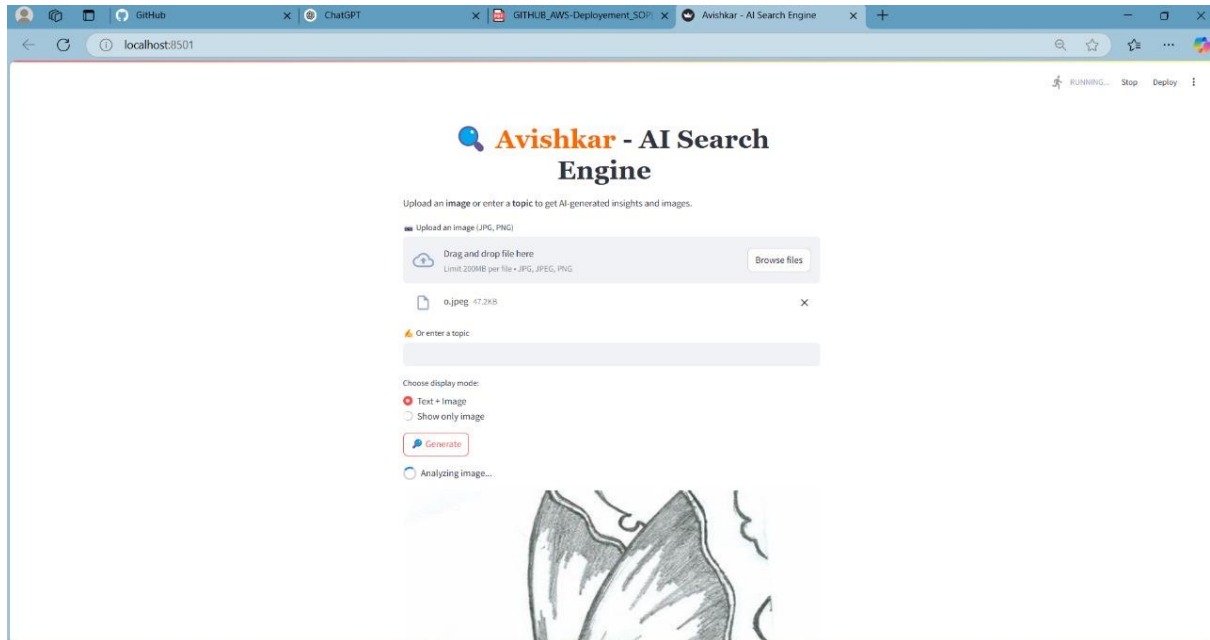 GitHub
ChatGPT
GITHUB_AWS-Deployement_SOP
Avishkar - AI Search Engine
localhost:8501
RUNNING... Stop Deploy
Avishkar - AI Search
Engine
Upload an image or enter a topic to get AI-generated insights and images.
Upload an image (JPG, PNG)
Drag and drop file here
Limit 200MB per file • JPG, JPEG, PNG
Browse files
o.jpeg 47.2KB
Or enter a topic
Choose display mode:
Text + Image
Show only image
Generate
Analyzing image...